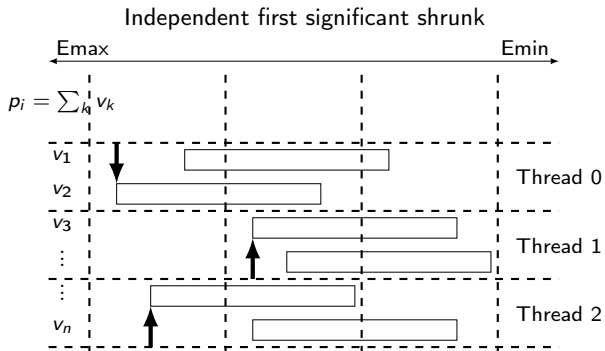 Independent first significant shrunk
Emax Emin
p_i = ∑_k v_k
v_1
Thread 0
v_2
v_3
Thread 1
⋮
⋮
Thread 2
v_n